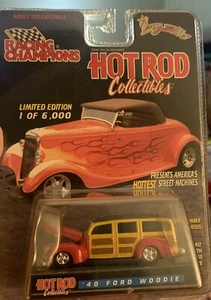 ADULT COLLECTIBLE
RACING CHAMPIONS
HOT ROD
Collectibles
LIMITED EDITION
1 OF 6,000
PRESENTS AMERICA'S
HOTTEST STREET MACHINES
HOT ROD
Collectibles
'40 FORD WOODIE